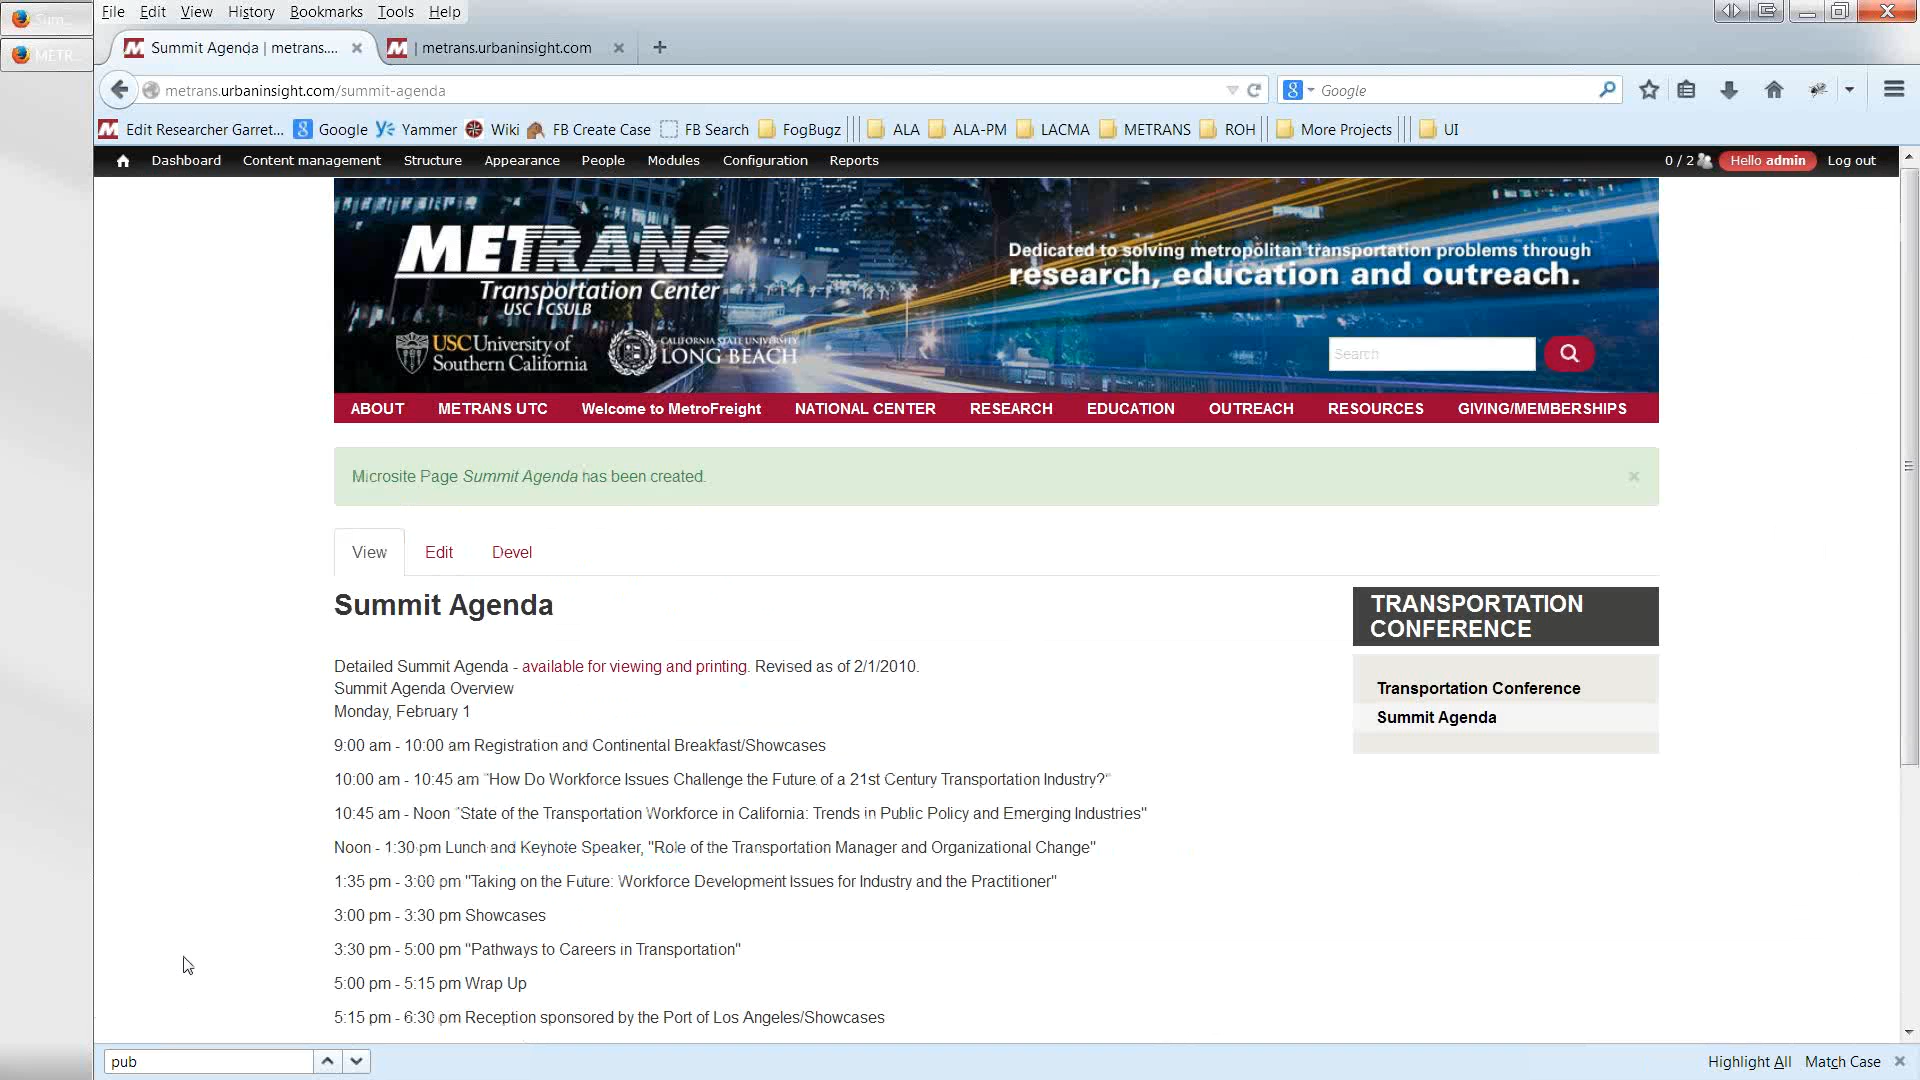 File Edit View History Bookmarks Tools Help
Summit Agenda | metrans....
| metrans.urbaninsight.com
METR
metrans.urbaninsight.com/summit-agenda
Google
Edit Researcher Garret... Google Yammer Wiki FB Create Case FB Search FogBugz ALA ALA-PM LACMA METRANS ROH More Projects UI
Dashboard Content management Structure Appearance People Modules Configuration Reports
0 / 2 Hello admin Log out
METRANS
Transportation Center
USC | CSULB
USC University of
Southern California
CALIFORNIA STATE UNIVERSITY
LONG BEACH
Dedicated to solving metropolitan transportation problems through
research, education and outreach.
Search
ABOUT METRANS UTC Welcome to MetroFreight NATIONAL CENTER RESEARCH EDUCATION OUTREACH RESOURCES GIVING/MEMBERSHIPS
Microsite Page Summit Agenda has been created. ×
View Edit Devel
Summit Agenda
Detailed Summit Agenda - available for viewing and printing. Revised as of 2/1/2010.
Summit Agenda Overview
Monday, February 1
9:00 am - 10:00 am Registration and Continental Breakfast/Showcases
10:00 am - 10:45 am "How Do Workforce Issues Challenge the Future of a 21st Century Transportation Industry?"
10:45 am - Noon "State of the Transportation Workforce in California: Trends in Public Policy and Emerging Industries"
Noon - 1:30 pm Lunch and Keyhote Speaker, "Role of the Transportation Manager and Organizational Change"
1:35 pm - 3:00 pm "Taking on the Future: Workforce Development Issues for Industry and the Practitioner"
3:00 pm - 3:30 pm Showcases
3:30 pm - 5:00 pm "Pathways to Careers in Transportation"
5:00 pm - 5:15 pm Wrap Up
5:15 pm - 6:30 pm Reception sponsored by the Port of Los Angeles/Showcases
TRANSPORTATION
CONFERENCE
Transportation Conference
Summit Agenda
pub
Highlight All Match Case